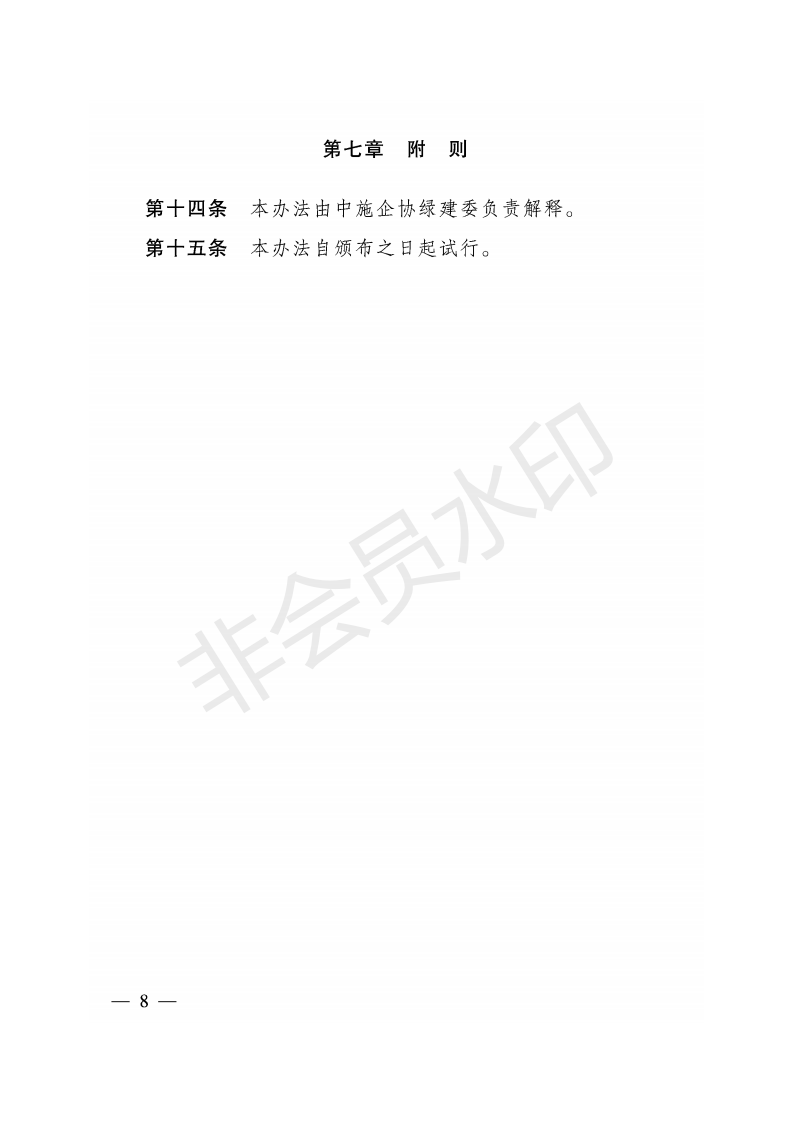 第七章 附 则
第十四条 本办法由中施企协绿建委负责解释。
第十五条 本办法自颁布之日起试行。
非会员水印
— 8 —